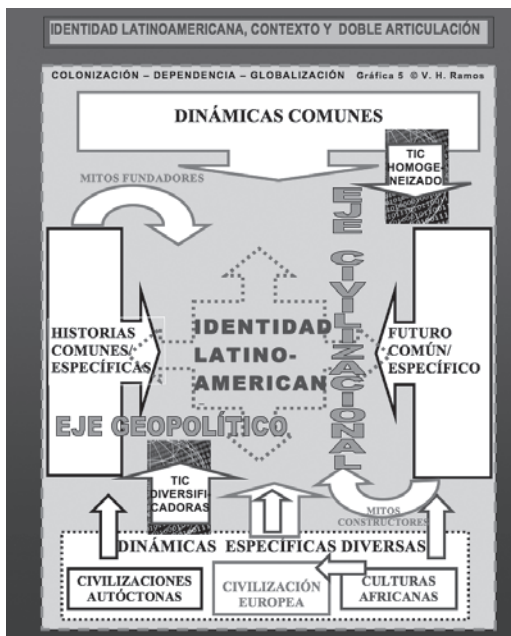 IDENTIDAD LATINOAMERICANA, CONTEXTO Y DOBLE ARTICULACIÓN
COLONIZACIÓN – DEPENDENCIA – GLOBALIZACIÓN Gráfica 5 © V. H. Ramos
DINÁMICAS COMUNES
TIC
HOMOGE-
NEIZADO
MITOS FUNDADORES
EJE CIVILIZACIONAL
HISTORIAS
COMUNES/
ESPECÍFICAS
IDENTIDAD
LATINO-
AMERICAN
FUTURO
COMÚN/
ESPECÍFICO
EJE GEOPOLÍTICO
TIC
DIVERSIFI-
CADORAS
MITOS
CONSTRUCTORES
DINÁMICAS ESPECÍFICAS DIVERSAS
CIVILIZACIONES
AUTÓCTONAS
CIVILIZACIÓN
EUROPEA
CULTURAS
AFRICANAS